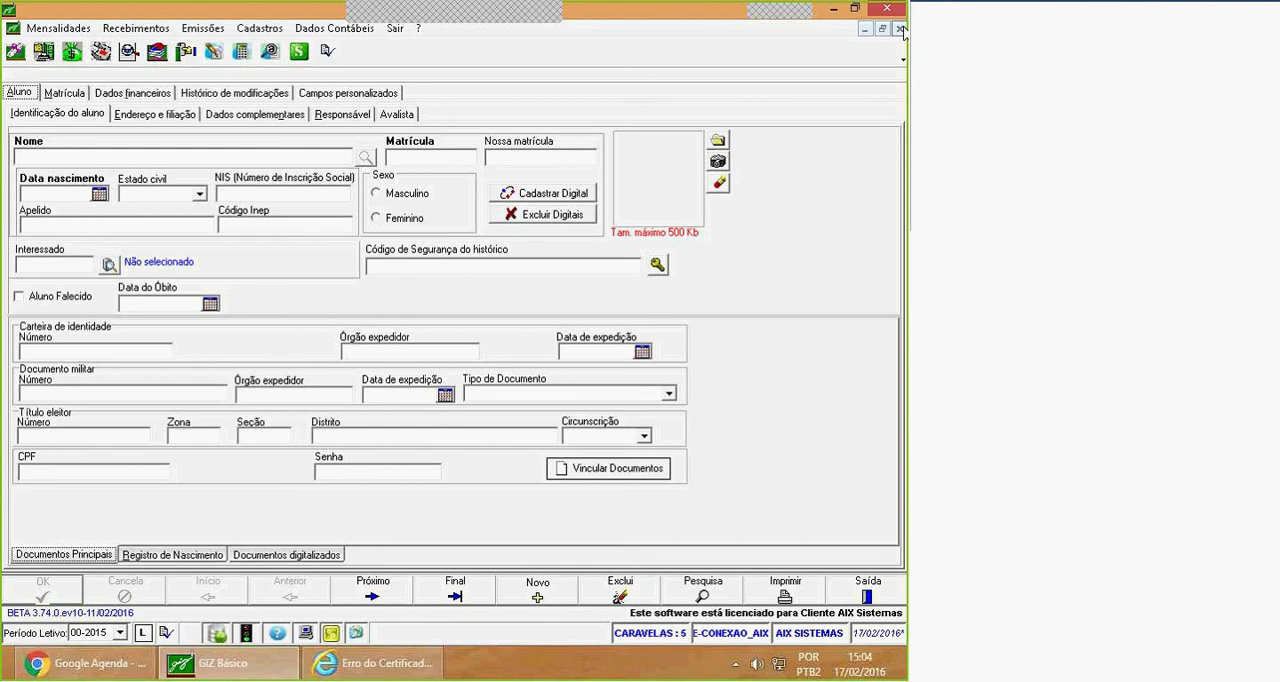 Mensalidades Recebimentos Emissões Cadastros Dados Contábeis Sair ?
Aluno Matrícula Dados financeiros Histórico de modificações Campos personalizados
Identificação do aluno Endereço e filiação Dados complementares Responsável Avalista
Nome Matrícula Nossa matrícula
Data nascimento Estado civil NIS (Número de Inscrição Social) Sexo
Masculino Cadastrar Digital
Apelido Código Inep Feminino Excluir Digitais
Tam. máximo 500 Kb
Interessado Não selecionado Código de Segurança do histórico
Aluno Falecido Data do Óbito
Carteira de identidade
Número Órgão expedidor Data de expedição
Documento militar
Número Órgão expedidor Data de expedição Tipo de Documento
Título eleitor
Número Zona Seção Distrito Circunscrição
CPF Senha
Vincular Documentos
Documentos Principais Registro de Nascimento Documentos digitalizados
OK Cancela Início Anterior Próximo Final Novo Exclui Pesquisa Imprimir Saída
BETA 3.74.0.ev10-11/02/2016 Este software está licenciado para Cliente AIX Sistemas
Período Letivo: 00-2015 L CARAVELAS : 5 E-CONEXAO_AIX AIX SISTEMAS 17/02/2016*
Google Agenda - ... GIZ Básico Erro do Certificad... POR 15:04
PTB2 17/02/2016